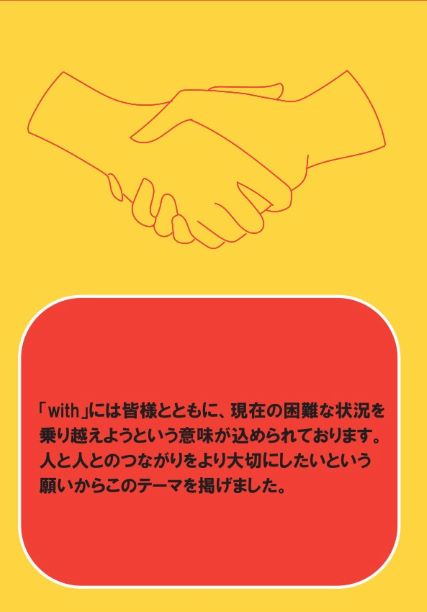 「with」には皆様とともに、現在の困難な状況を
乗り越えようという意味が込められております。
人と人とのつながりをより大切にしたいという
願いからこのテーマを掲げました。